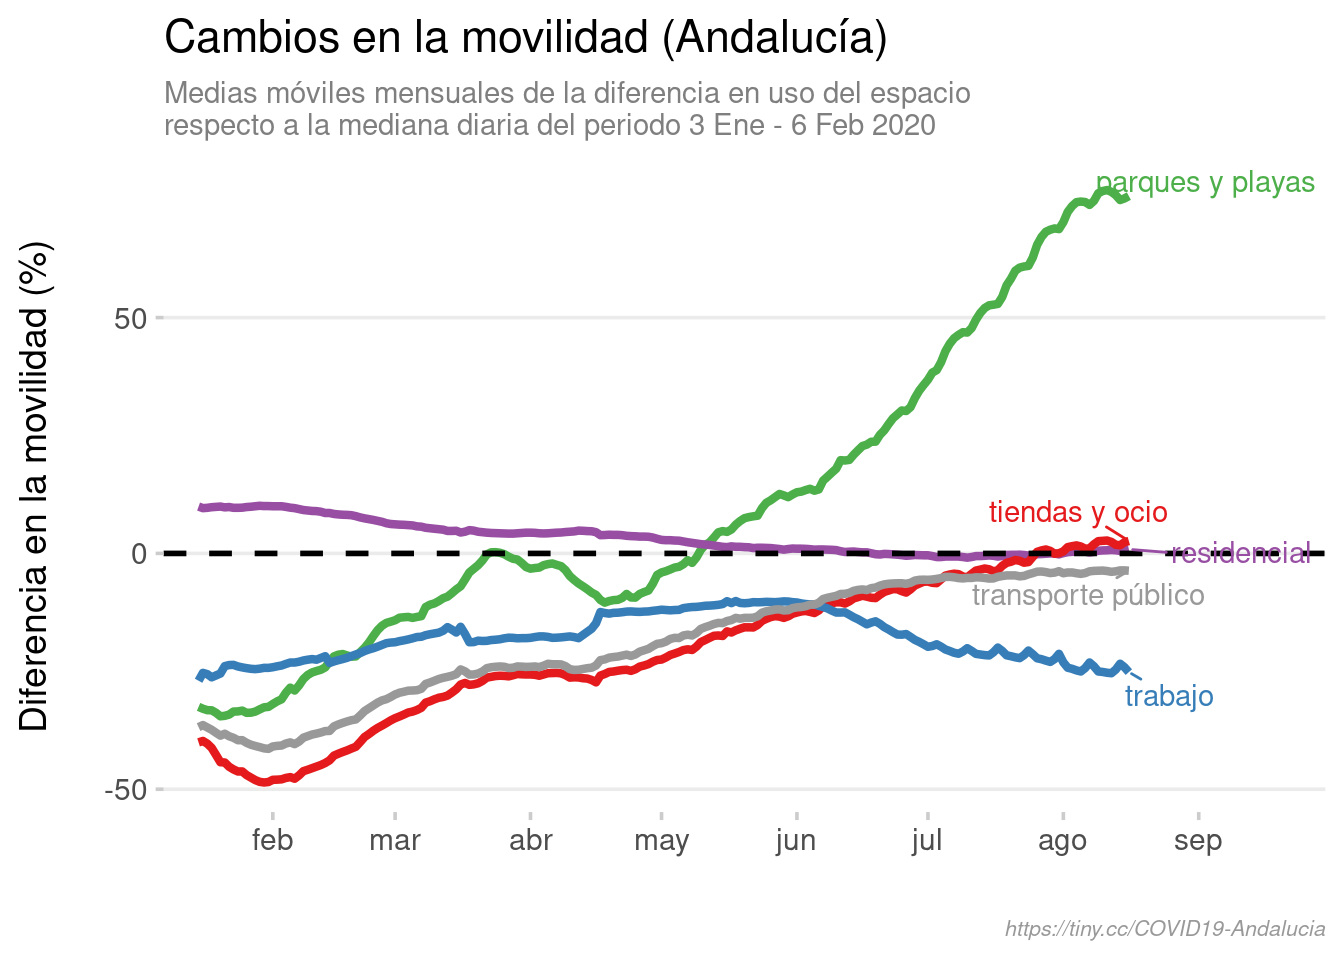 Cambios en la movilidad (Andalucía)
Medias móviles mensuales de la diferencia en uso del espacio
respecto a la mediana diaria del periodo 3 Ene - 6 Feb 2020
Diferencia en la movilidad (%)
parques y playas
50
tiendas y ocio
0
residencial
transporte público
trabajo
-50
feb mar abr may jun jul ago sep
https://tiny.cc/COVID19-Andalucia